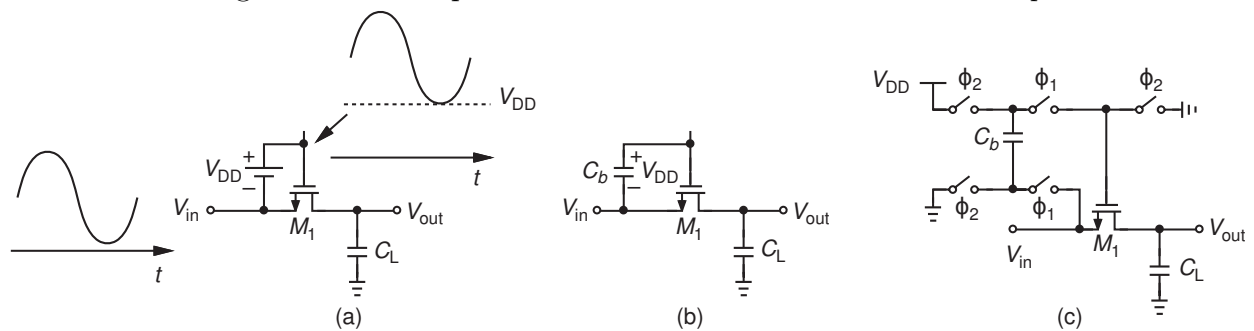 V_DD
V_DD
+
−
V_in
M_1
V_out
C_L
t
t
(a)
C_b
+
V_DD
−
V_in
M_1
V_out
C_L
(b)
V_DD
ϕ_2
ϕ_1
ϕ_2
C_b
ϕ_2
ϕ_1
V_in
M_1
V_out
C_L
(c)